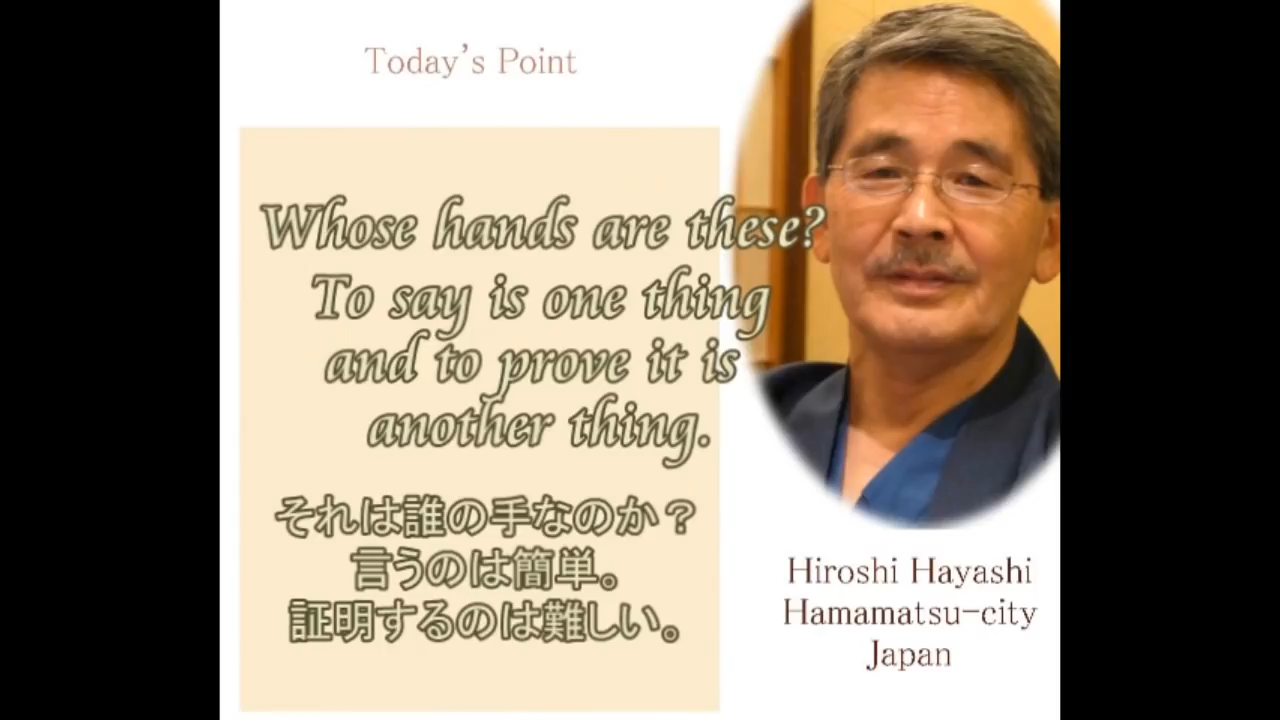 Today's Point
Whose hands are these?
To say is one thing
and to prove it is
another thing.
それは誰の手なのか？
言うのは簡単。
証明するのは難しい。
Hiroshi Hayashi
Hamamatsu-city
Japan